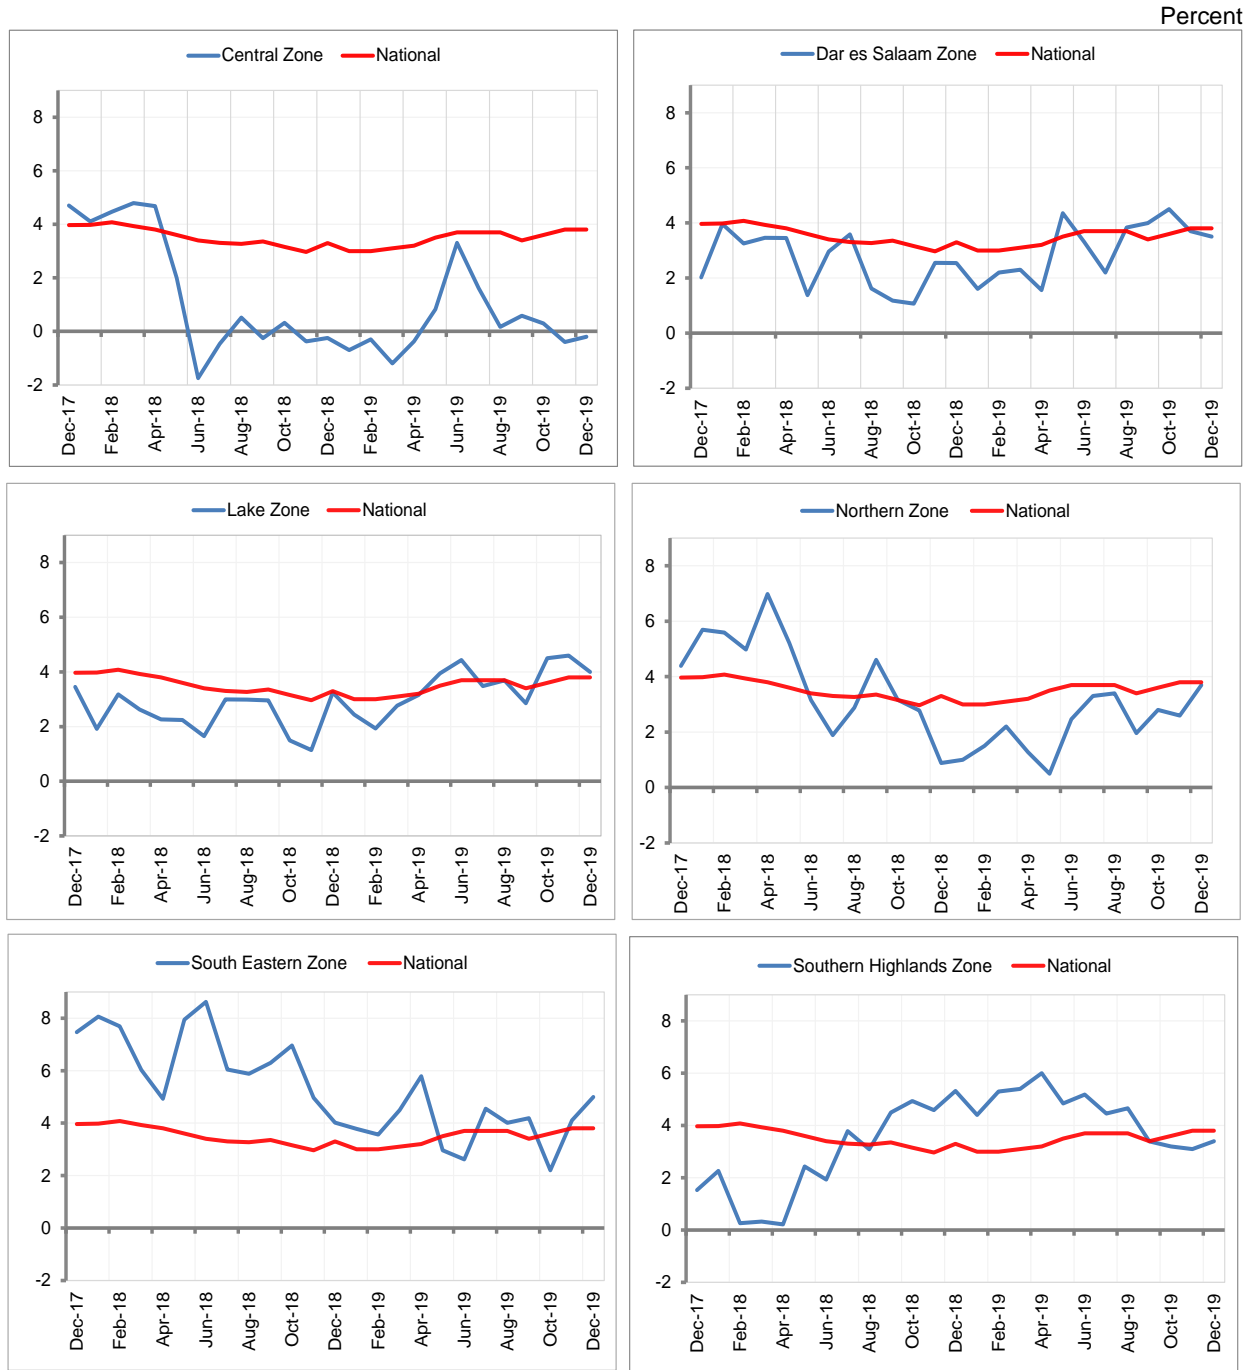 Percent
Central Zone National
8
6
4
2
0
-2
Dec-17 Feb-18 Apr-18 Jun-18 Aug-18 Oct-18 Dec-18 Feb-19 Apr-19 Jun-19 Aug-19 Oct-19 Dec-19
Dar es Salaam Zone National
8
6
4
2
0
-2
Dec-17 Feb-18 Apr-18 Jun-18 Aug-18 Oct-18 Dec-18 Feb-19 Apr-19 Jun-19 Aug-19 Oct-19 Dec-19
Lake Zone National
8
6
4
2
0
-2
Dec-17 Feb-18 Apr-18 Jun-18 Aug-18 Oct-18 Dec-18 Feb-19 Apr-19 Jun-19 Aug-19 Oct-19 Dec-19
Northern Zone National
8
6
4
2
0
-2
Dec-17 Feb-18 Apr-18 Jun-18 Aug-18 Oct-18 Dec-18 Feb-19 Apr-19 Jun-19 Aug-19 Oct-19 Dec-19
South Eastern Zone National
8
6
4
2
0
-2
Dec-17 Feb-18 Apr-18 Jun-18 Aug-18 Oct-18 Dec-18 Feb-19 Apr-19 Jun-19 Aug-19 Oct-19 Dec-19
Southern Highlands Zone National
8
6
4
2
0
-2
Dec-17 Feb-18 Apr-18 Jun-18 Aug-18 Oct-18 Dec-18 Feb-19 Apr-19 Jun-19 Aug-19 Oct-19 Dec-19